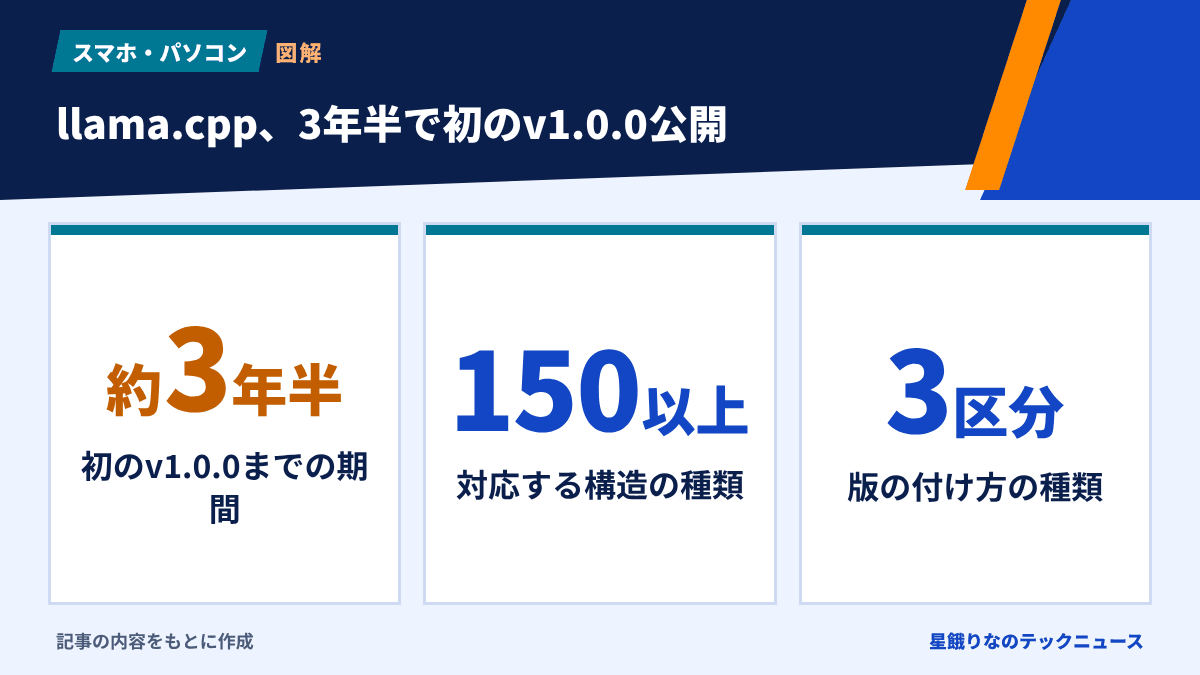 スマホ・パソコン 図解
llama.cpp、3年半で初のv1.0.0公開
約3年半
初のv1.0.0までの期
間
150以上
対応する構造の種類
3区分
版の付け方の種類
記事の内容をもとに作成
星餓りなのテックニュース